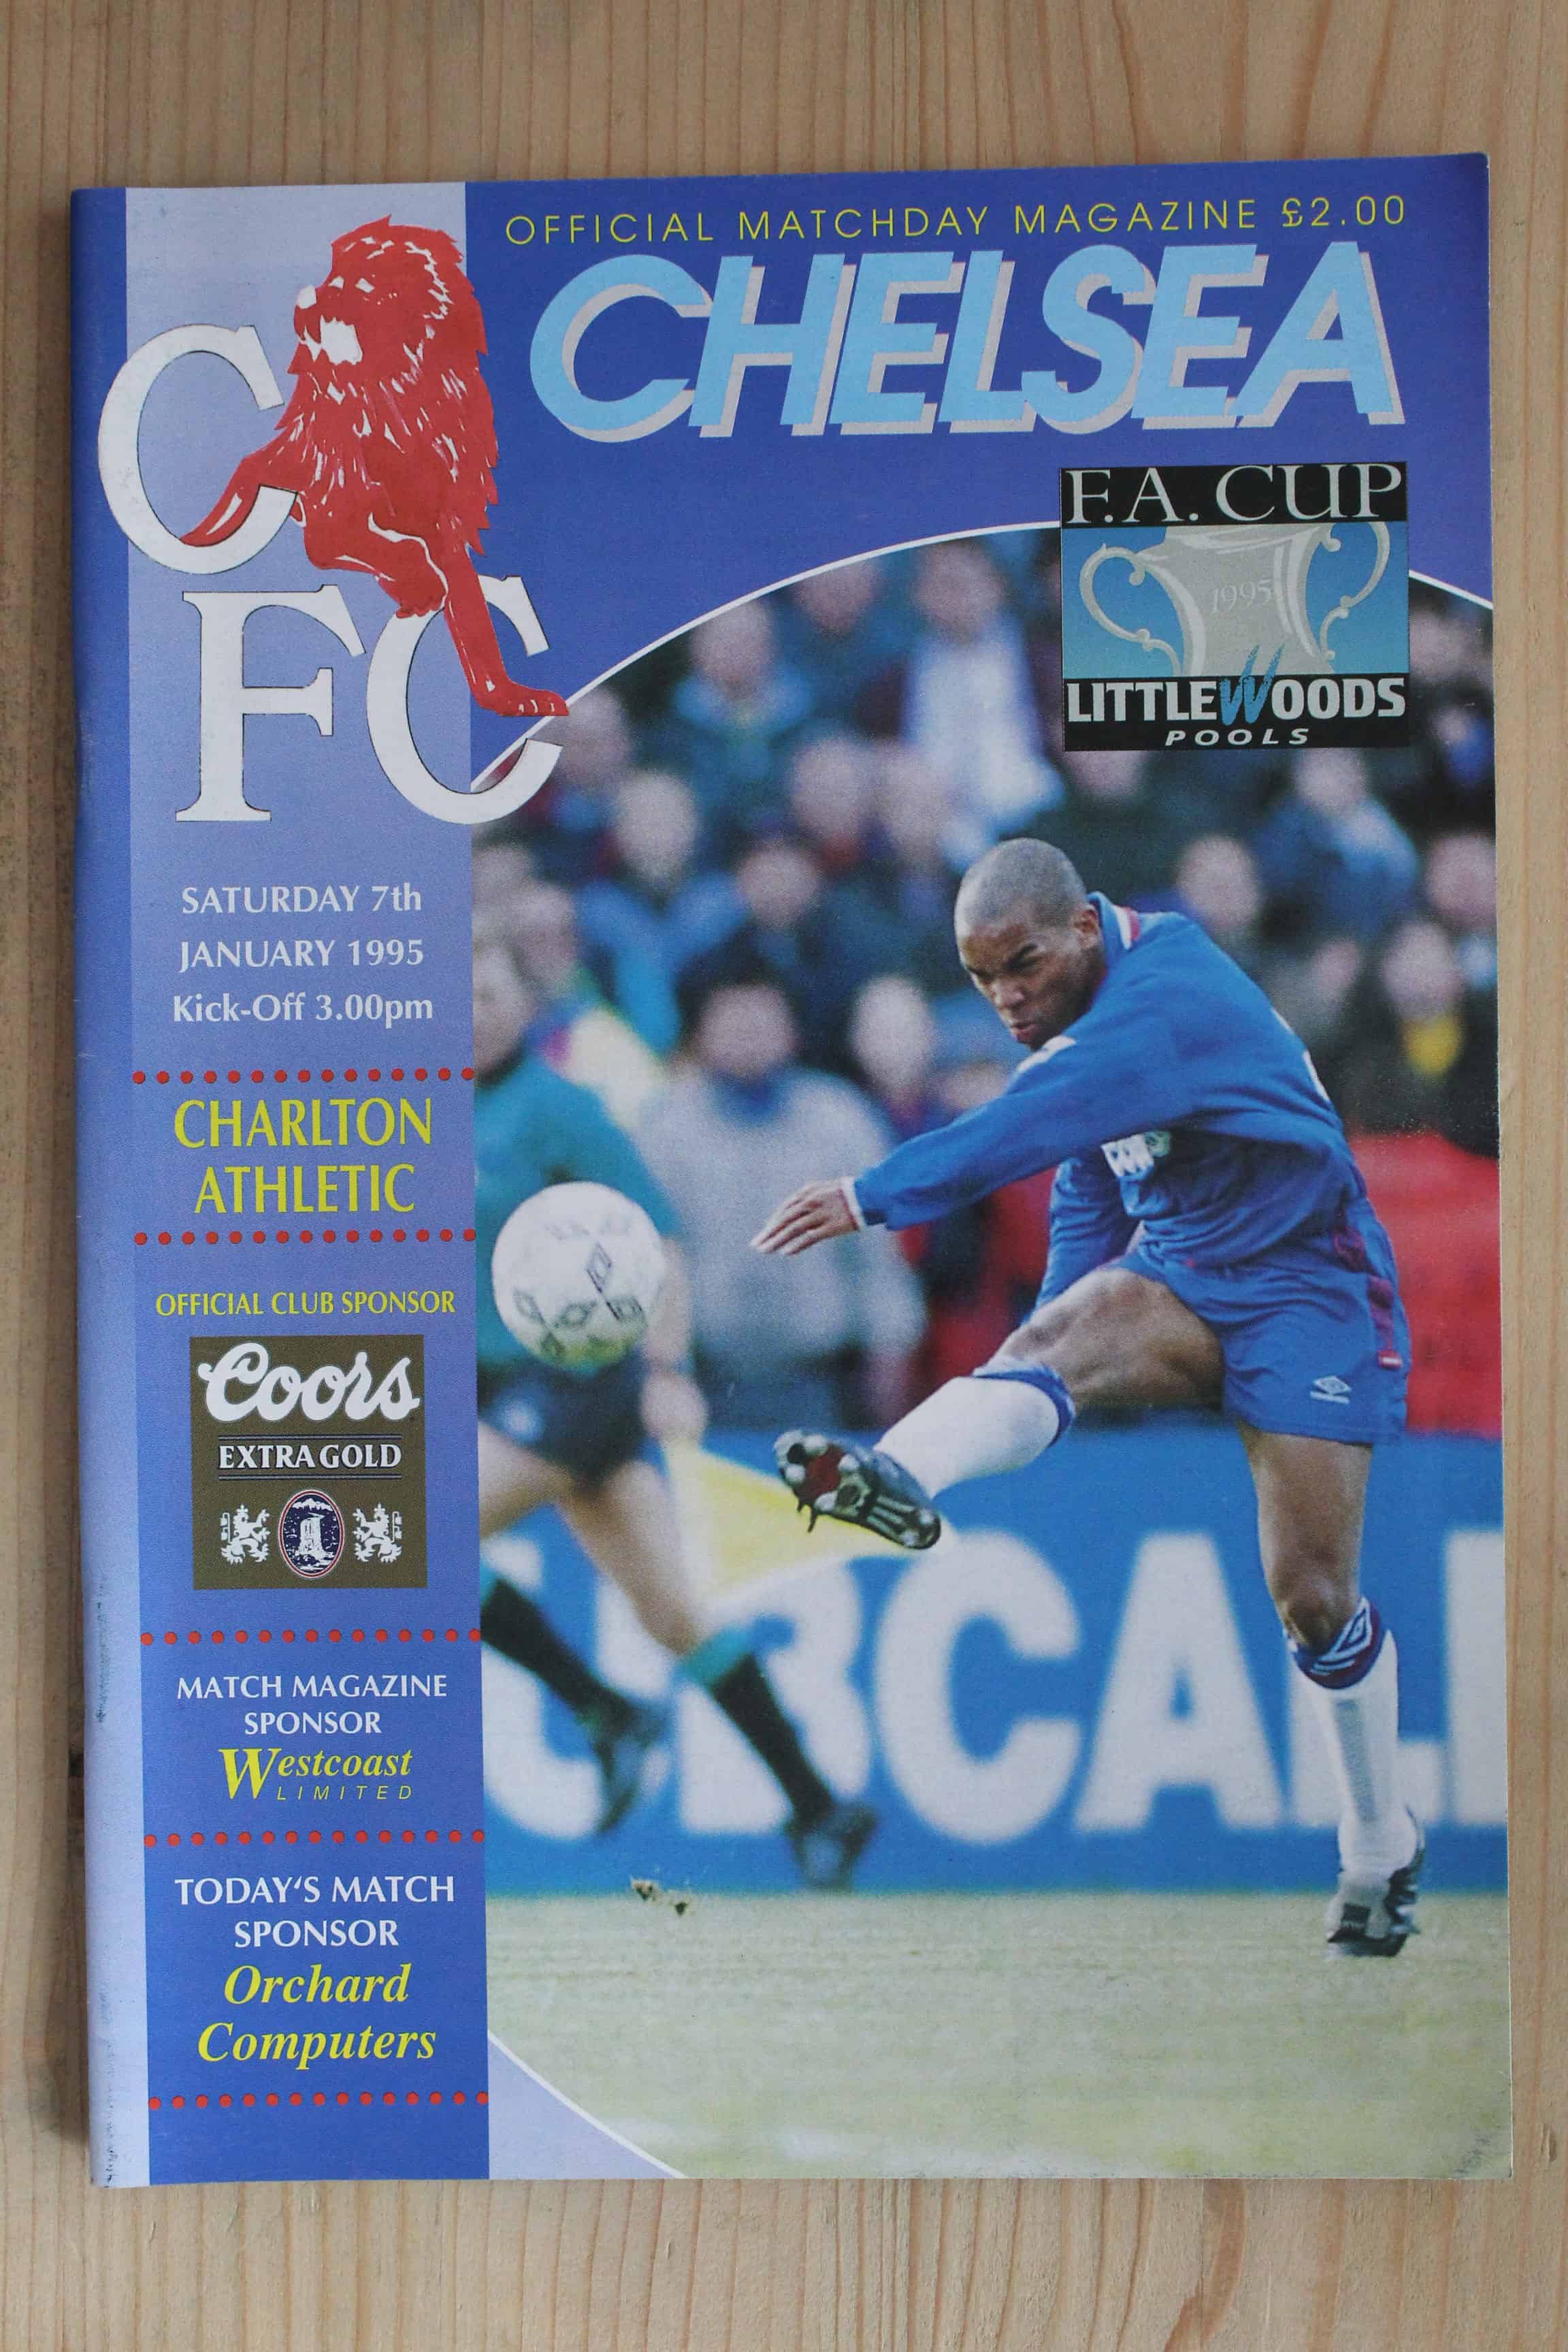 OFFICIAL MATCHDAY MAGAZINE £2.00
CHELSEA
C
FC
F.A. CUP
1995
LITTLEWOODS
POOLS
SATURDAY 7th
JANUARY 1995
Kick-Off 3.00pm
CHARLTON
ATHLETIC
OFFICIAL CLUB SPONSOR
Coors
EXTRA GOLD
MATCH MAGAZINE
SPONSOR
Westcoast
LIMITED
TODAY'S MATCH
SPONSOR
Orchard
Computers